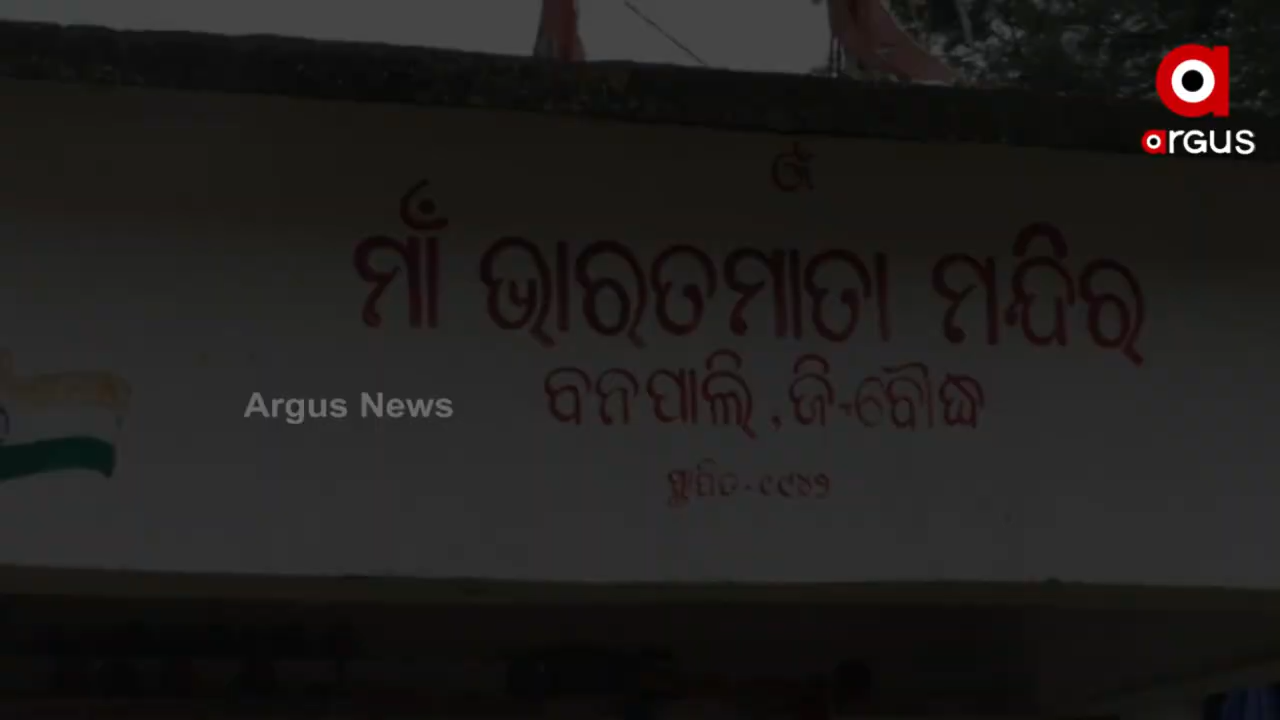 argus
ଓଁ
ମାଁ ଭାରତମାତା ମନ୍ଦିର
Argus News
ବନପାଲି, ଜି-ବୌଦ୍ଧ
ସ୍ଥାପିତ-